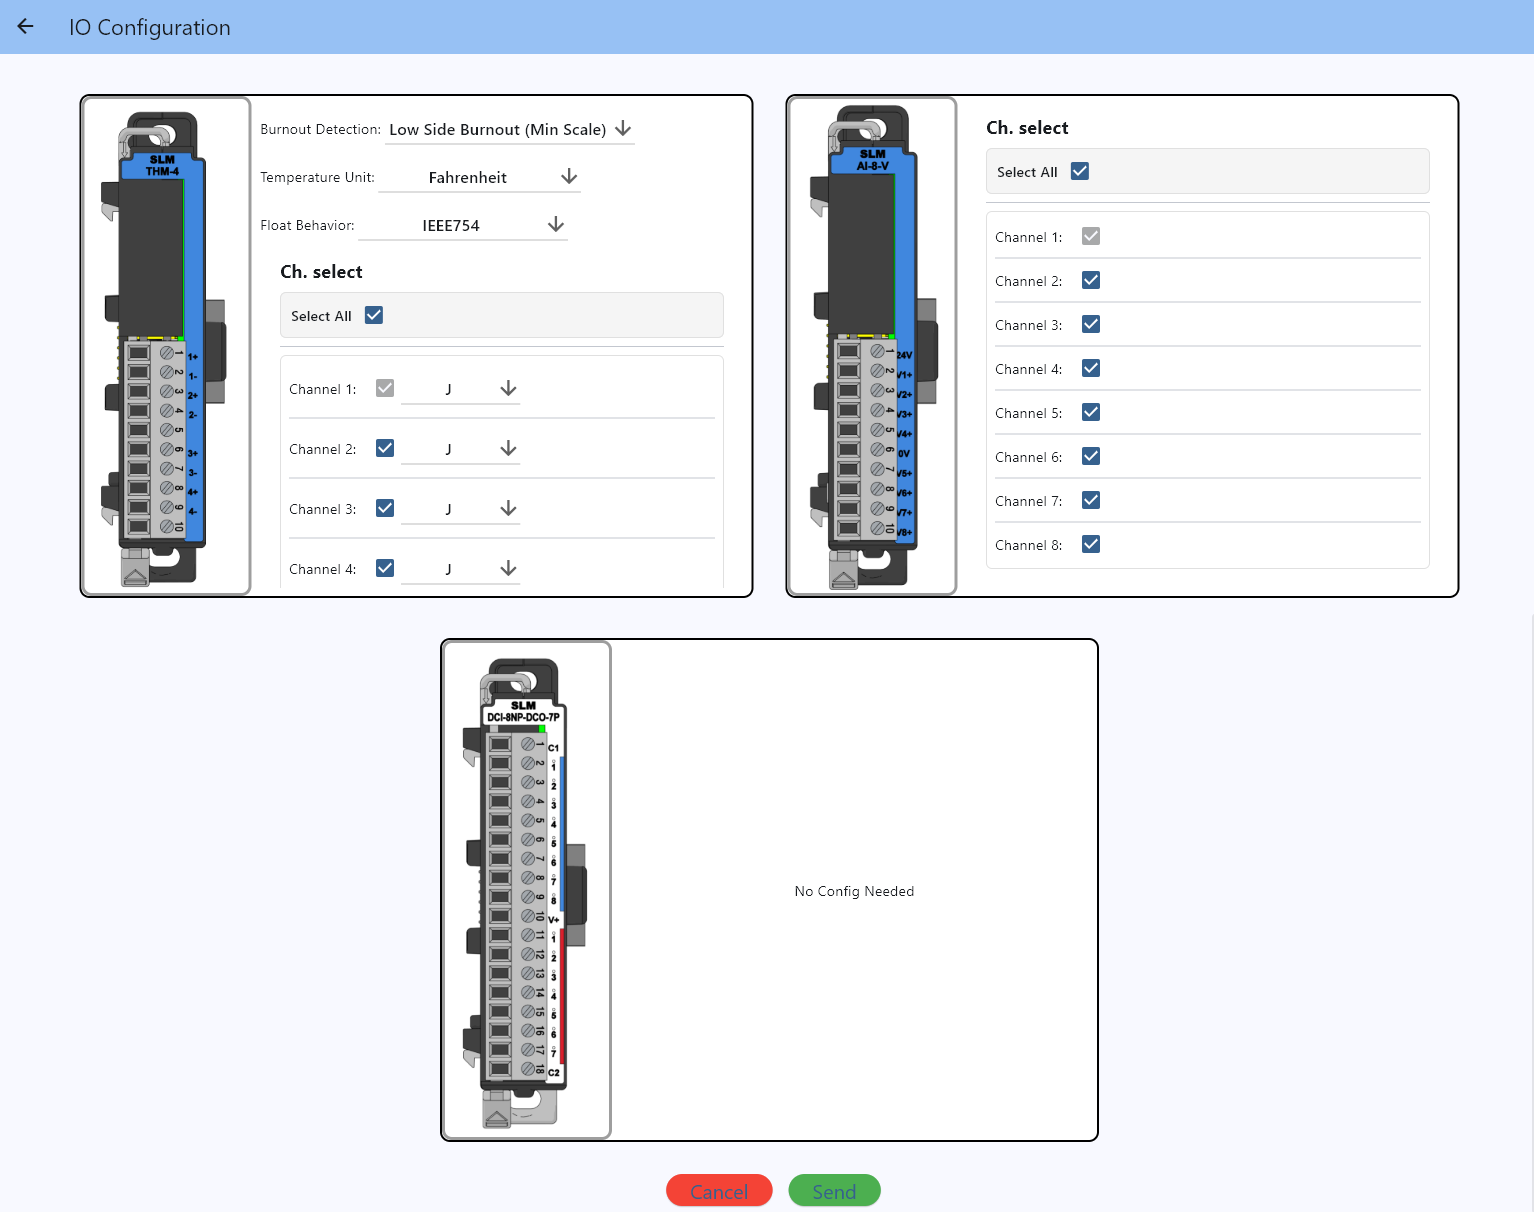 IO Configuration
SLM
THM-4
1 1+
2 1-
3 2+
4 2-
5
6 3+
7 3-
8 4+
9 4-
10
Burnout Detection: Low Side Burnout (Min Scale)
Temperature Unit: Fahrenheit
Float Behavior: IEEE754
Ch. select
Select All
Channel 1: J
Channel 2: J
Channel 3: J
Channel 4: J
SLM
AI-8-V
1 24V
2 V1+
3 V2+
4 V3+
5 V4+
6 0V
7 V5+
8 V6+
9 V7+
10 V8+
Ch. select
Select All
Channel 1:
Channel 2:
Channel 3:
Channel 4:
Channel 5:
Channel 6:
Channel 7:
Channel 8:
SLM
DCI-8NP-DCO-7P
1 C1
2 1
3 2
4 3
5 4
6 5
7 6
8 7
9 8
10 V+
11 1
12 2
13 3
14 4
15 5
16 6
17 7
18 C2
No Config Needed
Cancel
Send